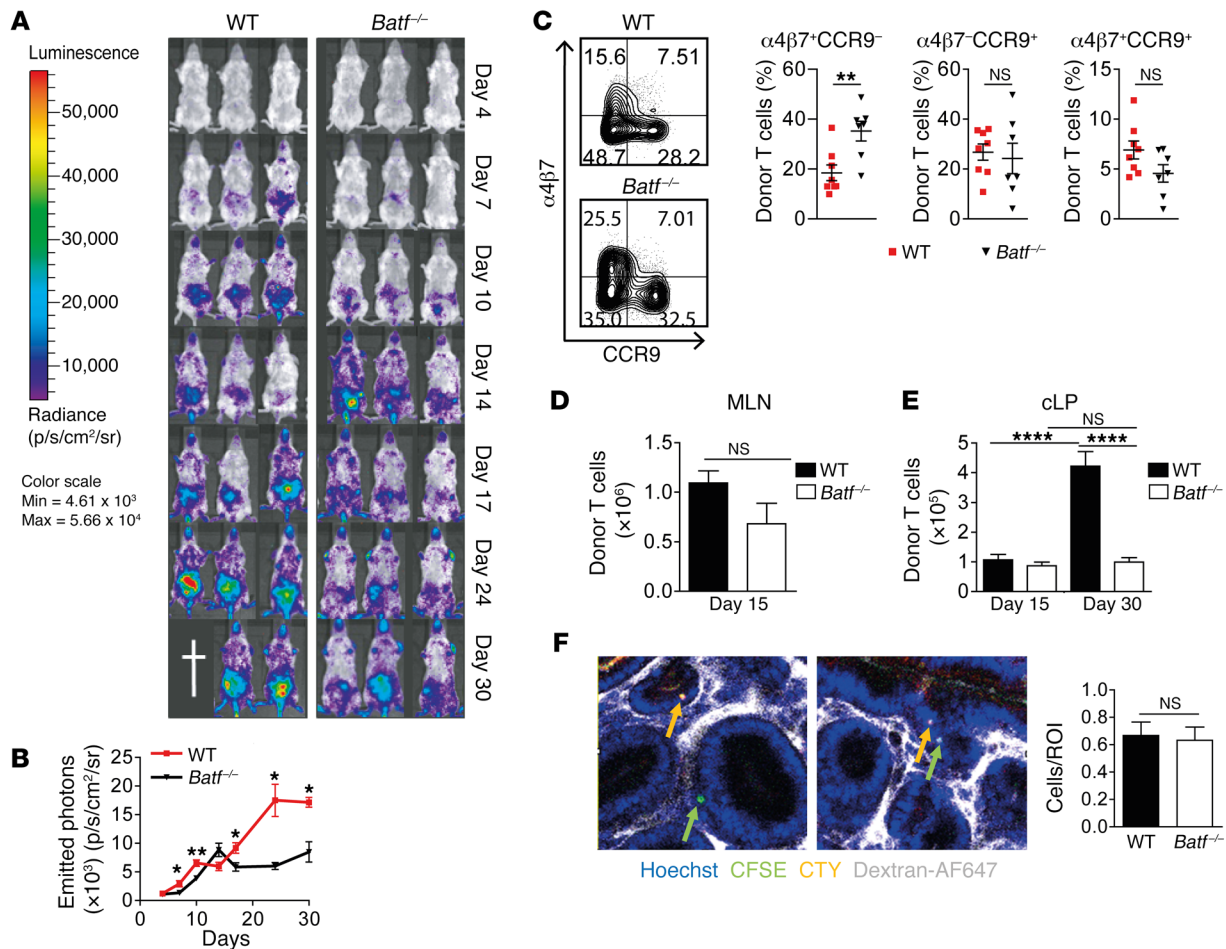 A
WT
Batf⁻/⁻
Luminescence
50,000
40,000
30,000
20,000
10,000
Radiance
(p/s/cm²/sr)
Color scale
Min = 4.61 x 10³
Max = 5.66 x 10⁴
Day 4
Day 7
Day 10
Day 14
Day 17
Day 24
Day 30
B
WT
Batf⁻/⁻
Emitted photons
(×10³) (p/s/cm²/sr)
25
20
15
10
5
0
*
**
*
*
*
0
10
20
30
Days
C
WT
15.6
7.51
48.7
28.2
Batf⁻/⁻
25.5
7.01
35.0
32.5
α4β7
CCR9
α4β7⁺CCR9⁻
Donor T cells (%)
60
40
20
0
**
α4β7⁻CCR9⁺
Donor T cells (%)
60
40
20
0
NS
α4β7⁺CCR9⁺
Donor T cells (%)
15
10
5
0
NS
WT
Batf⁻/⁻
D
MLN
Donor T cells
(×10⁶)
1.5
1.0
0.5
0.0
NS
Day 15
WT
Batf⁻/⁻
E
cLP
Donor T cells
(×10⁵)
5
4
3
2
1
0
NS
****
****
Day 15
Day 30
WT
Batf⁻/⁻
F
Hoechst CFSE CTY Dextran-AF647
Cells/ROI
1.0
0.8
0.6
0.4
0.2
0.0
NS
WT
Batf⁻/⁻